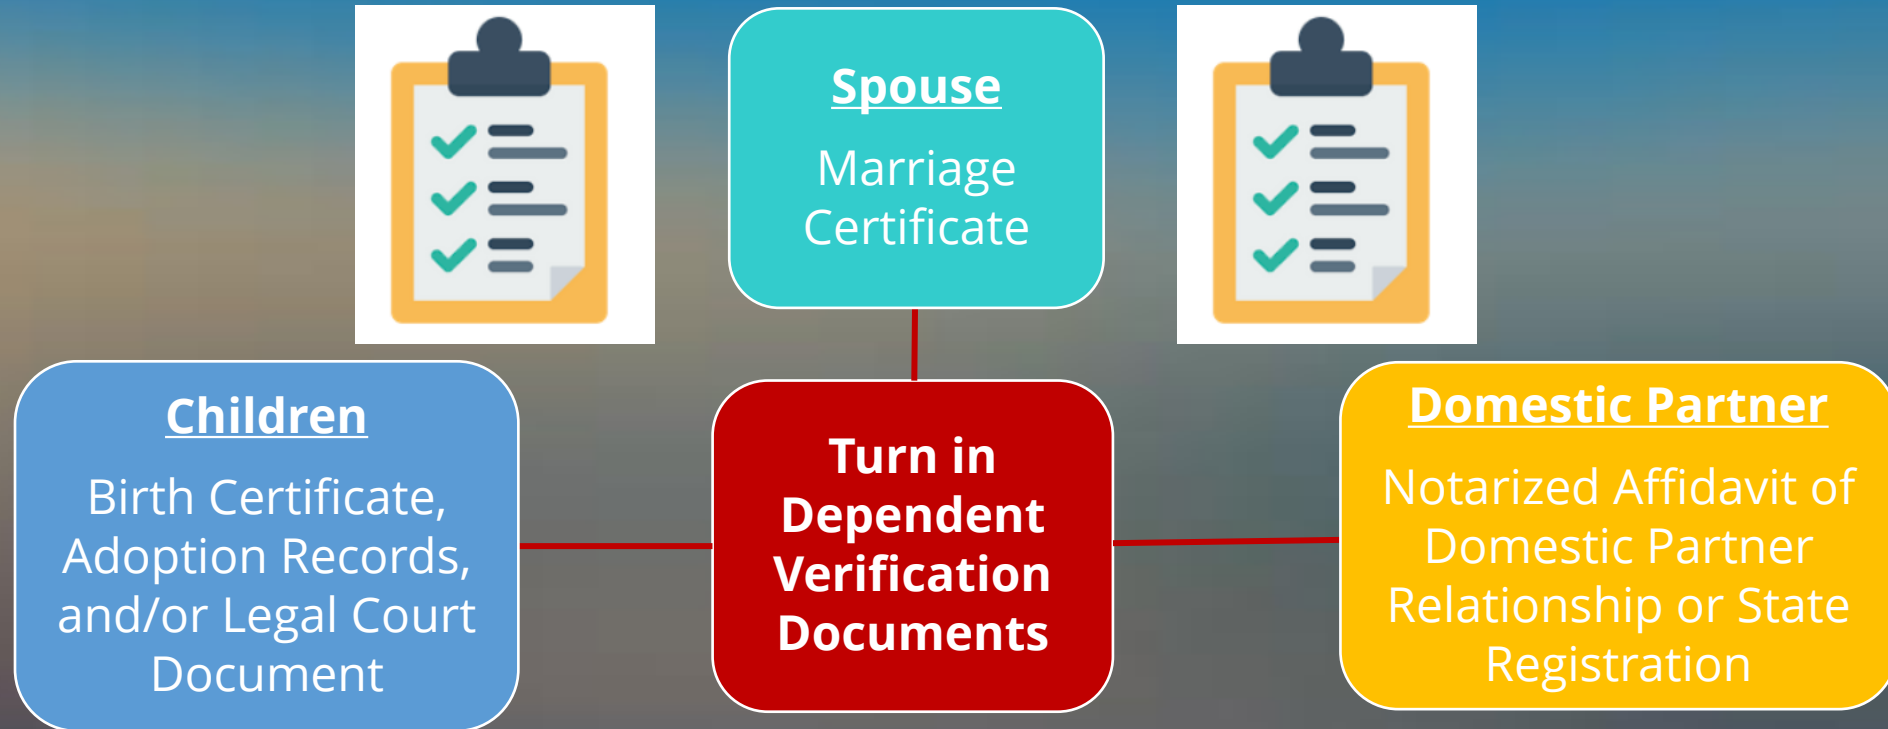 Spouse
Marriage
Certificate
Children
Birth Certificate,
Adoption Records,
and/or Legal Court
Document
Turn in
Dependent
Verification
Documents
Domestic Partner
Notarized Affidavit of
Domestic Partner
Relationship or State
Registration